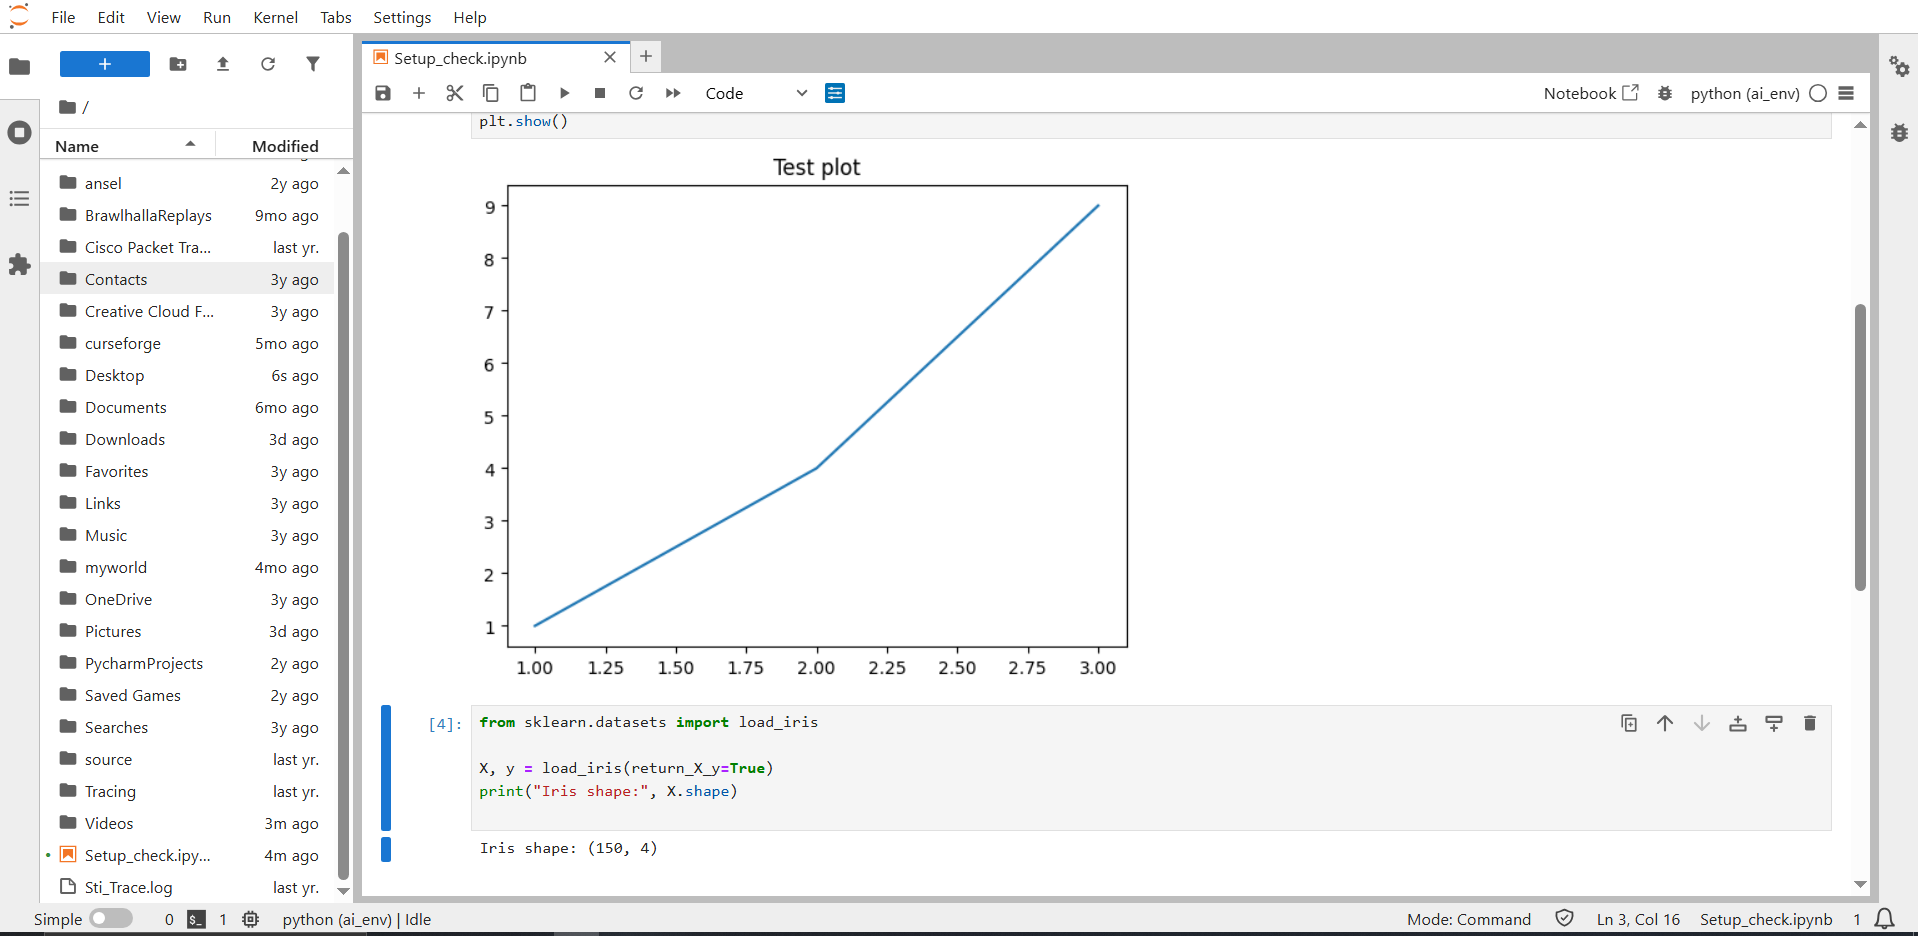 File Edit View Run Kernel Tabs Settings Help
Setup_check.ipynb
/
Name Modified
ansel 2y ago
BrawlhallaReplays 9mo ago
Cisco Packet Tra... last yr.
Contacts 3y ago
Creative Cloud F... 3y ago
curseforge 5mo ago
Desktop 6s ago
Documents 6mo ago
Downloads 3d ago
Favorites 3y ago
Links 3y ago
Music 3y ago
myworld 4mo ago
OneDrive 3y ago
Pictures 3d ago
PycharmProjects 2y ago
Saved Games 2y ago
Searches 3y ago
source last yr.
Tracing last yr.
Videos 3m ago
Setup_check.ipy... 4m ago
Sti_Trace.log last yr.
Code Notebook python (ai_env)
plt.show()
Test plot
9
8
7
6
5
4
3
2
1
1.00 1.25 1.50 1.75 2.00 2.25 2.50 2.75 3.00
[4]: from sklearn.datasets import load_iris
X, y = load_iris(return_X_y=True)
print("Iris shape:", X.shape)
Iris shape: (150, 4)
Simple 0 $_ 1 python (ai_env) | Idle Mode: Command Ln 3, Col 16 Setup_check.ipynb 1